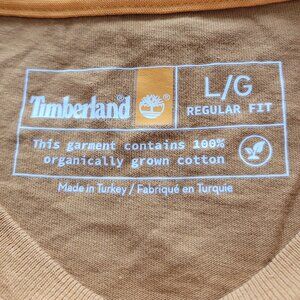 Timberland®
L/G
REGULAR FIT
This garment contains 100%
organically grown cotton
Made in Turkey / Fabriqué en Turquie